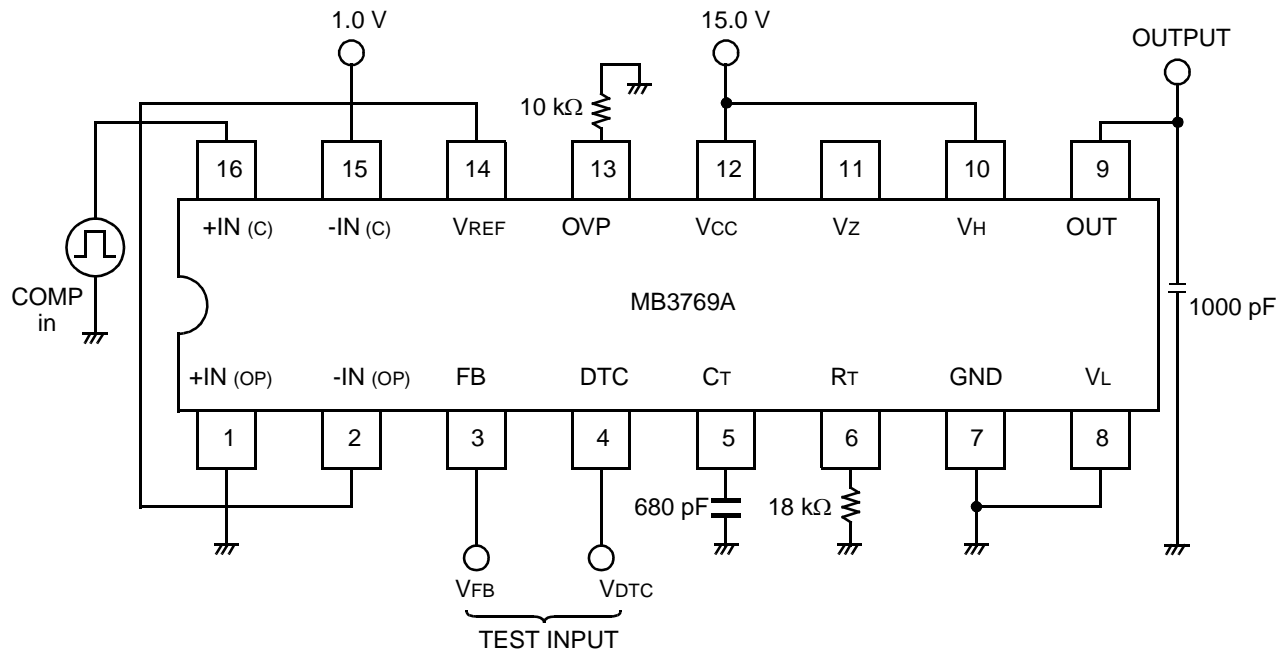 1.0 V
15.0 V
OUTPUT
10 kΩ
16 15 14 13 12 11 10 9
+IN (C) -IN (C) VREF OVP VCC VZ VH OUT
COMP
in
MB3769A
1000 pF
+IN (OP) -IN (OP) FB DTC CT RT GND VL
1 2 3 4 5 6 7 8
680 pF 18 kΩ
VFB VDTC
TEST INPUT